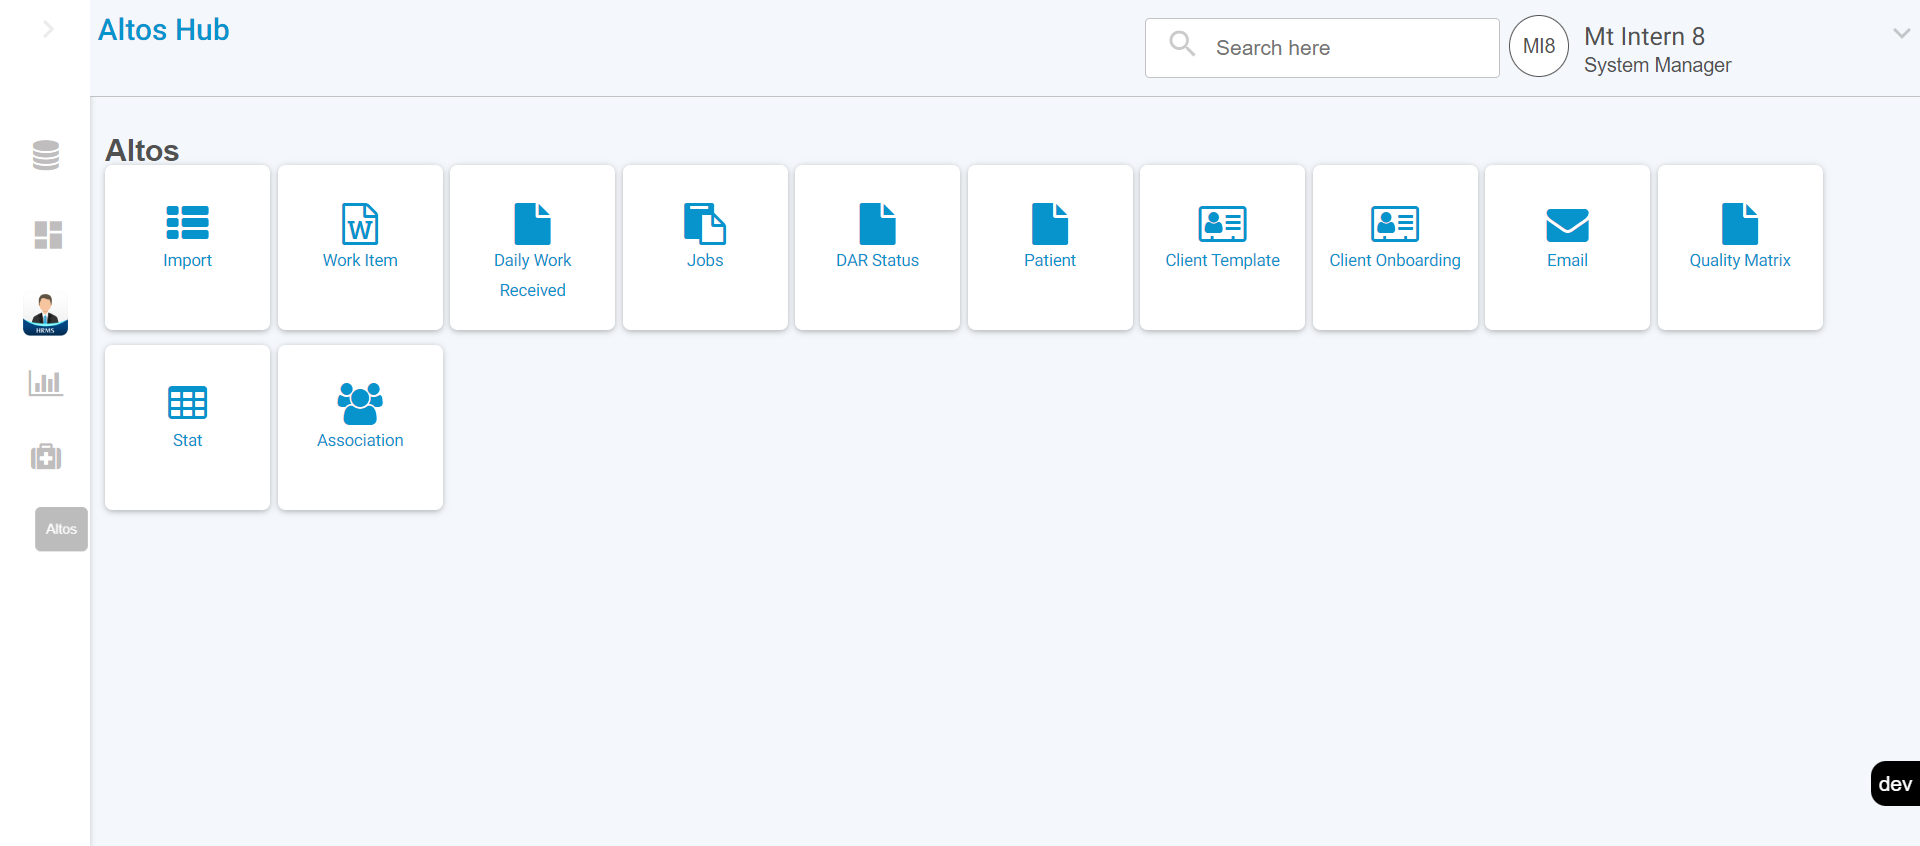 Altos Hub
Search here
MI8
Mt Intern 8
System Manager
Altos
Import
Work Item
W
Daily Work
Received
Jobs
DAR Status
Patient
Client Template
Client Onboarding
Email
Quality Matrix
HRMS
Stat
Association
Altos
dev